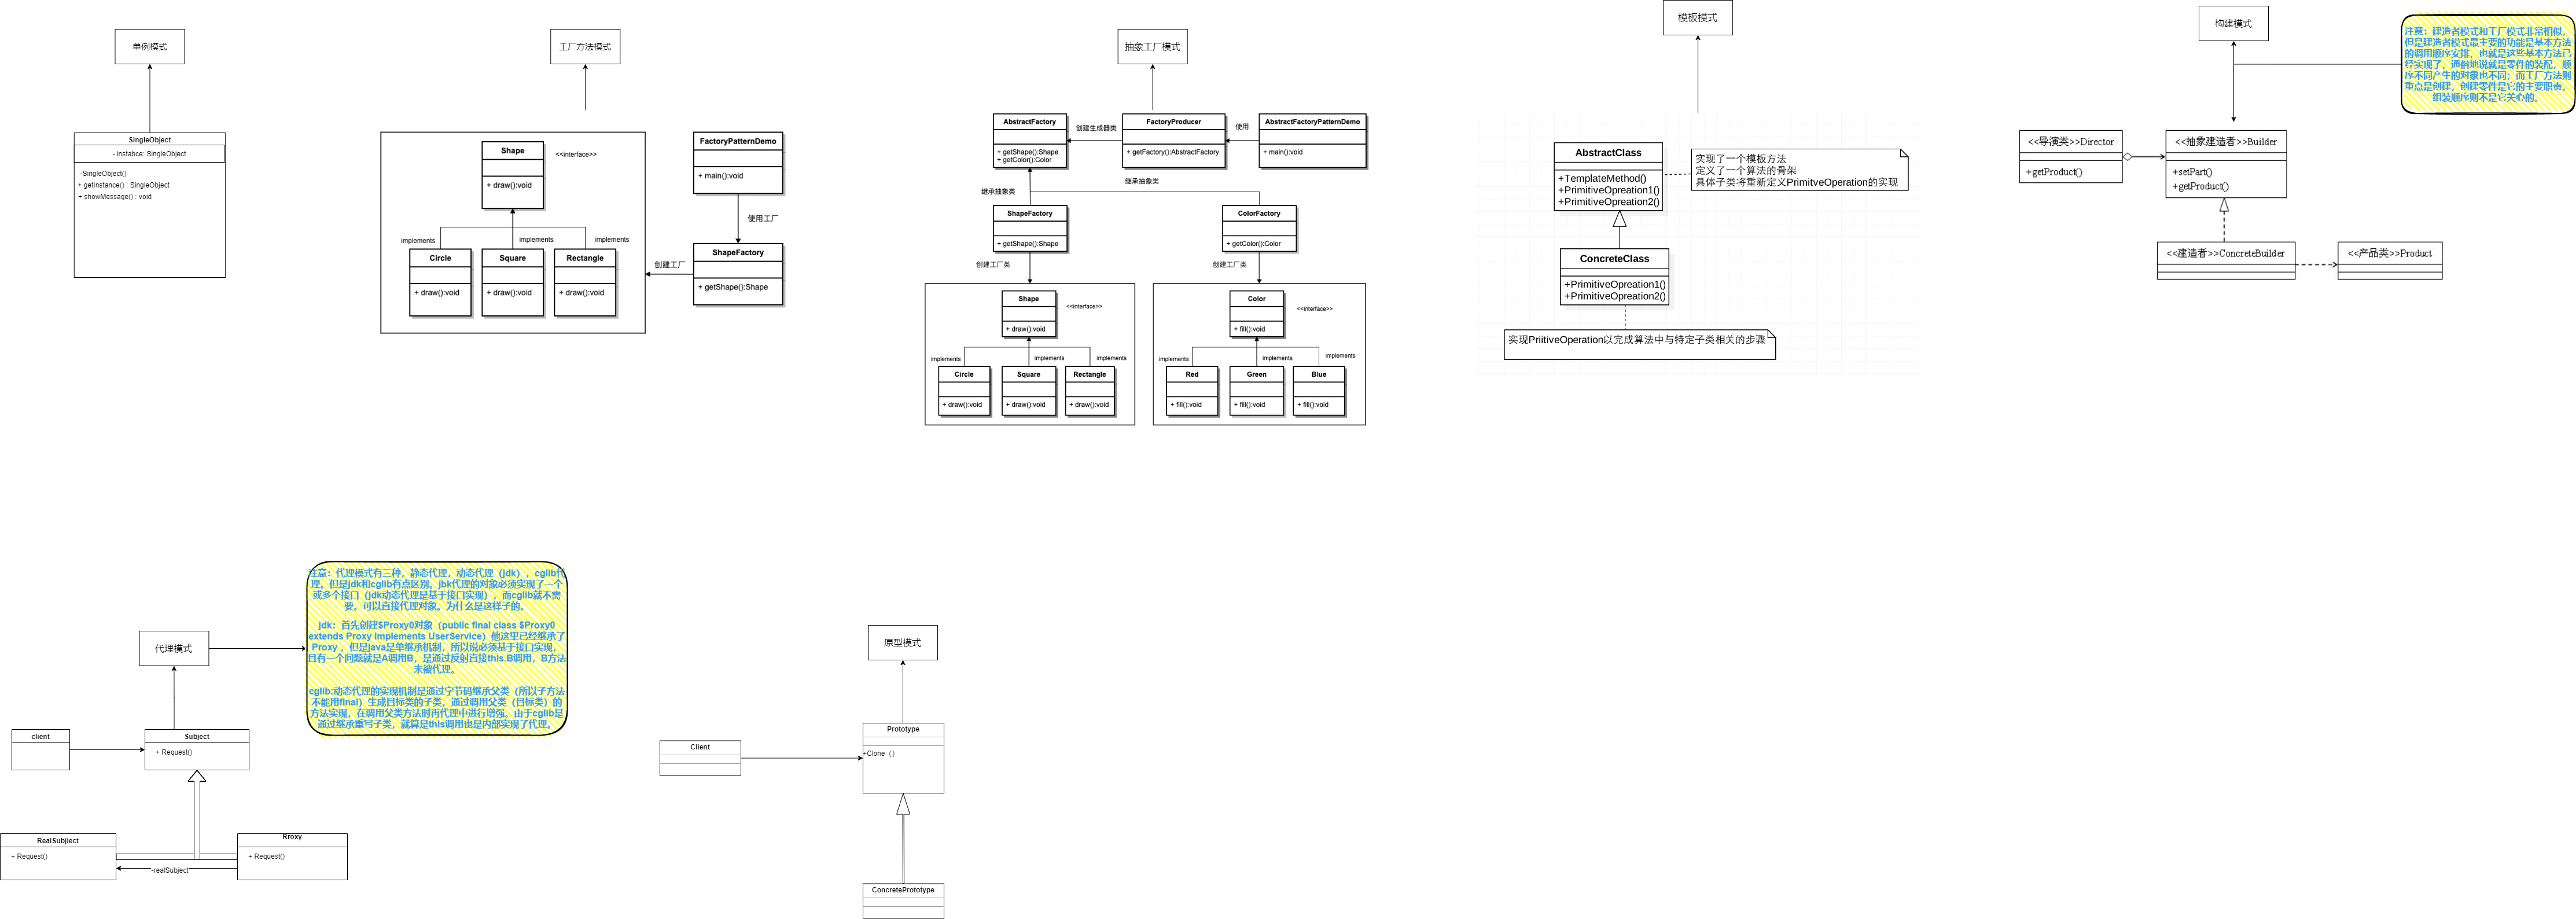 单例模式
SingleObject
- instabce: SingleObject
-SingleObject()
+ getInstance() : SingleObject
+ showMessage() : void
工厂方法模式
Shape
<<interface>>
+ draw():void
implements
implements
implements
Circle
+ draw():void
Square
+ draw():void
Rectangle
+ draw():void
FactoryPatternDemo
+ main():void
使用工厂
创建工厂
ShapeFactory
+ getShape():Shape
抽象工厂模式
AbstractFactory
+ getShape():Shape
+ getColor():Color
创建生成器类
FactoryProducer
+ getFactory():AbstractFactory
使用
AbstractFactoryPatternDemo
+ main():void
继承抽象类
继承抽象类
ShapeFactory
+ getShape():Shape
ColorFactory
+ getColor():Color
创建工厂类
创建工厂类
Shape
<<interface>>
+ draw():void
implements
implements
implements
Circle
+ draw():void
Square
+ draw():void
Rectangle
+ draw():void
Color
<<interface>>
+ fill():void
implements
implements
implements
Red
+ fill():void
Green
+ fill():void
Blue
+ fill():void
模板模式
AbstractClass
+TemplateMethod()
+PrimitiveOpreation1()
+PrimitiveOpreation2()
实现了一个模板方法
定义了一个算法的骨架
具体子类将重新定义PrimitveOperation的实现
ConcreteClass
+PrimitiveOpreation1()
+PrimitiveOpreation2()
实现PriitiveOperation以完成算法中与特定子类相关的步骤
构建模式
注意：建造者模式和工厂模式非常相似，
但是建造者模式最主要的功能是基本方法
的调用顺序安排，也就是这些基本方法已
经实现了，通俗地说就是零件的装配，顺
序不同产生的对象也不同；而工厂方法则
重点是创建，创建零件是它的主要职责，
组装顺序则不是它关心的。
<<导演类>>Director
+getProduct()
<<抽象建造者>>Builder
+setPart()
+getProduct()
<<建造者>>ConcreteBuilder
<<产品类>>Product
代理模式
注意：代理模式有三种，静态代理，动态代理（jdk），cglib代
理。但是jdk和cglib有点区别。jbk代理的对象必须实现了一个
或多个接口（jdk动态代理是基于接口实现），而cglib就不需
要。可以直接代理对象。为什么是这样子的。
jdk：首先创建$Proxy0对象（public final class $Proxy0
extends Proxy implements UserService）他这里已经继承了
Proxy ，但是java是单继承机制，所以说必须基于接口实现，
且有一个问题就是A调用B，是通过反射直接this.B调用，B方法
未被代理。
cglib:动态代理的实现机制是通过字节码继承父类（所以子方法
不能用final）生成目标类的子类，通过调用父类（目标类）的
方法实现，在调用父类方法时再代理中进行增强。由于cglib是
通过继承重写子类，就算是this调用也是内部实现了代理。
client
Subject
+ Request()
RealSubjiect
+ Request()
-realSubject
Rroxy
+ Request()
原型模式
Client
Prototype
+Clone（）
ConcretePrototype